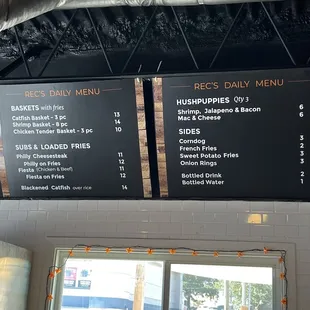 REC'S DAILY MENU
BASKETS with fries
Catfish Basket - 3 pc 13
Shrimp Basket - 8 pc 14
Chicken Tender Basket - 3 pc 10
SUBS & LOADED FRIES
Philly Cheesesteak 11
Philly on Fries 12
Fiesta (Chicken & Beef) 11
Fiesta on Fries 12
Blackened Catfish over rice 14
REC'S DAILY MENU
HUSHPUPPIES Qty 3
Shrimp, Jalapeno & Bacon 6
Mac & Cheese 6
SIDES
Corndog 3
French Fries 2
Sweet Potato Fries 3
Onion Rings 3
Bottled Drink 2
Bottled Water 1